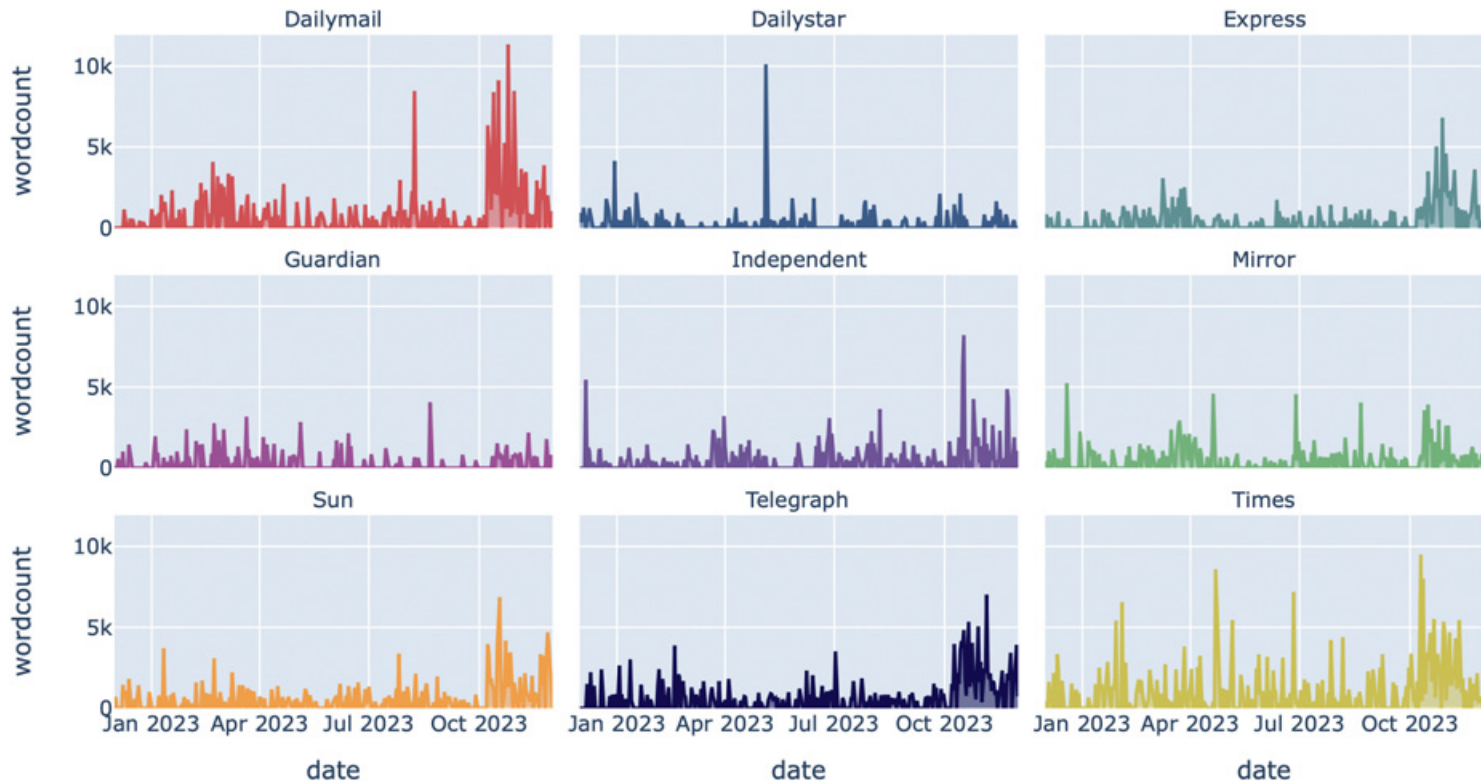 Dailymail Dailystar Express
10k
5k
0
wordcount
Guardian Independent Mirror
10k
5k
0
wordcount
Sun Telegraph Times
10k
5k
0
wordcount
Jan 2023 Apr 2023 Jul 2023 Oct 2023 Jan 2023 Apr 2023 Jul 2023 Oct 2023 Jan 2023 Apr 2023 Jul 2023 Oct 2023
date date date